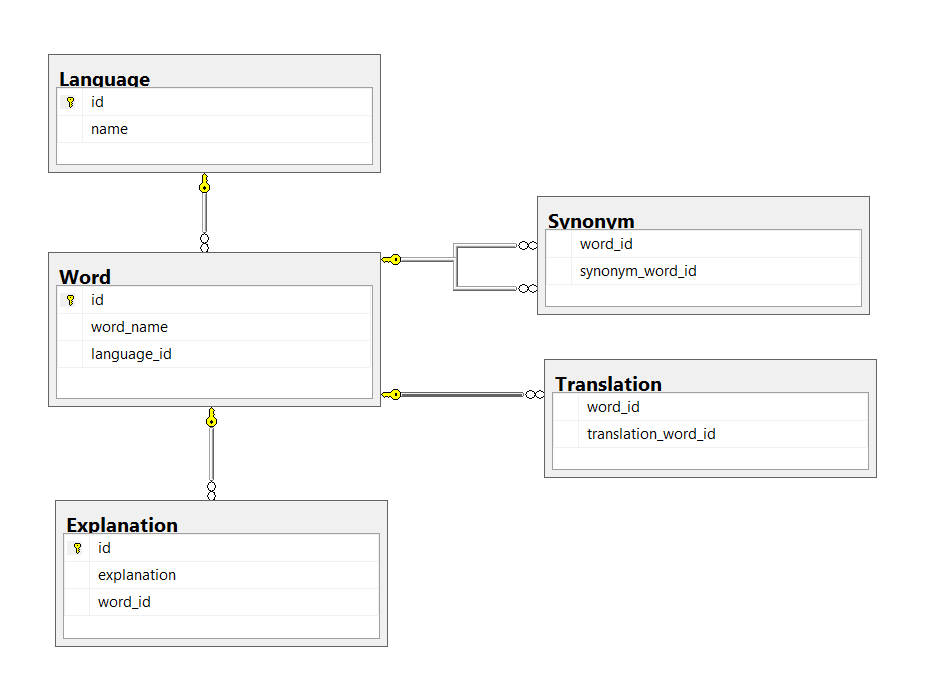 Language
id
name
Word
id
word_name
language_id
Synonym
word_id
synonym_word_id
Translation
word_id
translation_word_id
Explanation
id
explanation
word_id